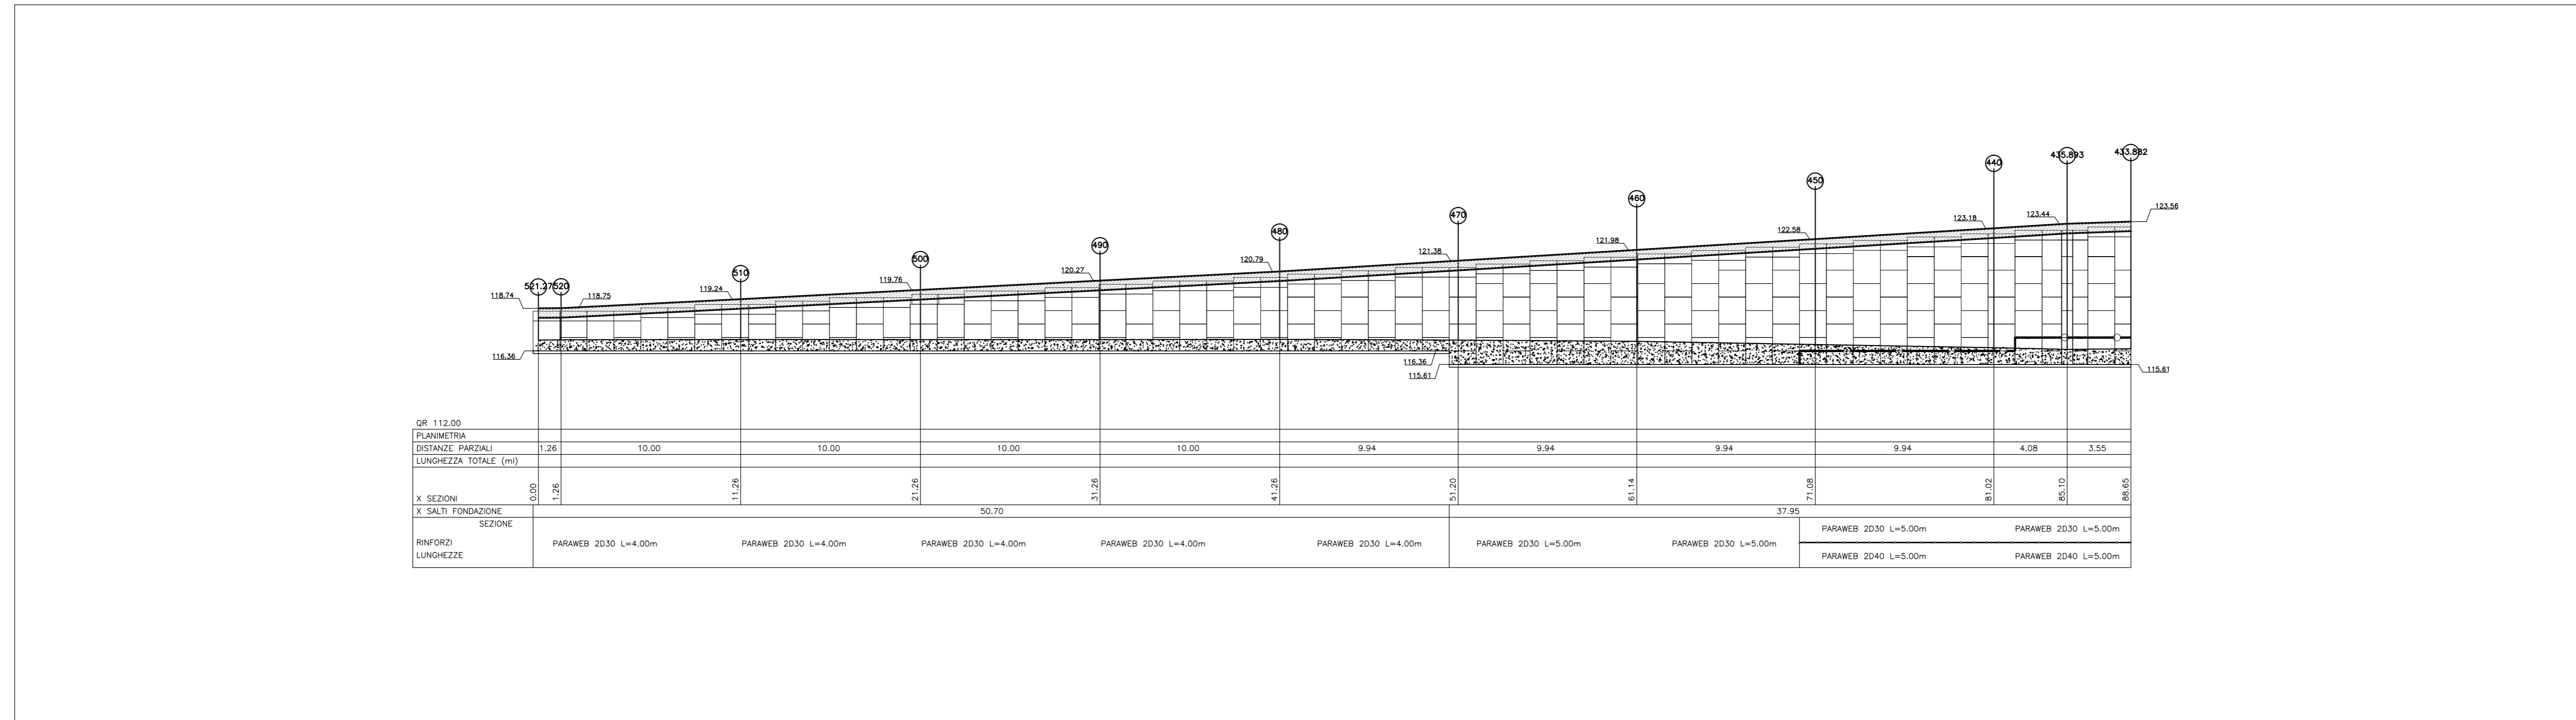 433.882
435.893
440
450
460
470
480
490
500
510
521.27 520
123.56
123.44
123.18
122.58
121.98
121.38
120.79
120.27
119.76
119.24
118.74 118.75
116.36 116.36
115.61 115.61
QR 112.00
PLANIMETRIA
DISTANZE PARZIALI 1.26 10.00 10.00 10.00 10.00 9.94 9.94 9.94 9.94 4.08 3.55
LUNGHEZZA TOTALE (ml)
X SEZIONI 0.00 1.26 11.26 21.26 31.26 41.26 51.20 61.14 71.08 81.02 85.10 88.65
X SALTI FONDAZIONE 50.70 37.95
SEZIONE
PARAWEB 2D30 L=5.00m PARAWEB 2D30 L=5.00m
RINFORZI PARAWEB 2D30 L=4.00m PARAWEB 2D30 L=4.00m PARAWEB 2D30 L=4.00m PARAWEB 2D30 L=4.00m PARAWEB 2D30 L=4.00m PARAWEB 2D30 L=5.00m PARAWEB 2D30 L=5.00m
LUNGHEZZE PARAWEB 2D40 L=5.00m PARAWEB 2D40 L=5.00m